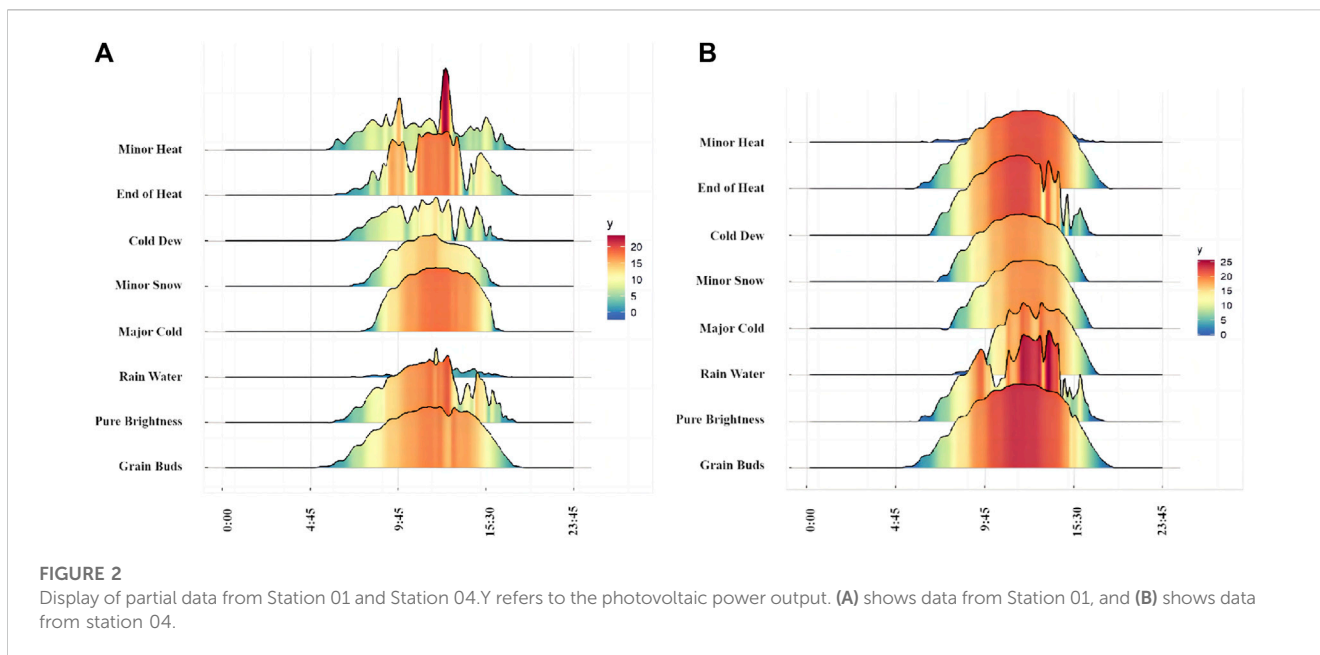 A
Minor Heat
End of Heat
Cold Dew
Minor Snow
Major Cold
Rain Water
Pure Brightness
Grain Buds
y
20
15
10
5
0
0:00
4:45
9:45
15:30
23:45
B
Minor Heat
End of Heat
Cold Dew
Minor Snow
Major Cold
Rain Water
Pure Brightness
Grain Buds
y
25
20
15
10
5
0
0:00
4:45
9:45
15:30
23:45
FIGURE 2
Display of partial data from Station 01 and Station 04.Y refers to the photovoltaic power output. (A) shows data from Station 01, and (B) shows data
from station 04.